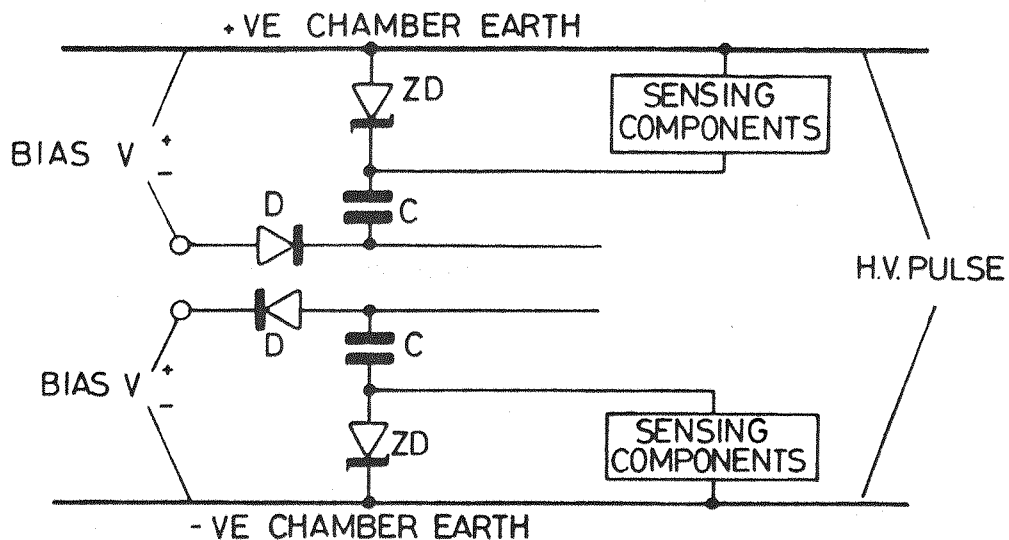 +VE CHAMBER EARTH
ZD
SENSING
COMPONENTS
BIAS V + -
D
C
H.V. PULSE
D
C
BIAS V + -
ZD
SENSING
COMPONENTS
-VE CHAMBER EARTH